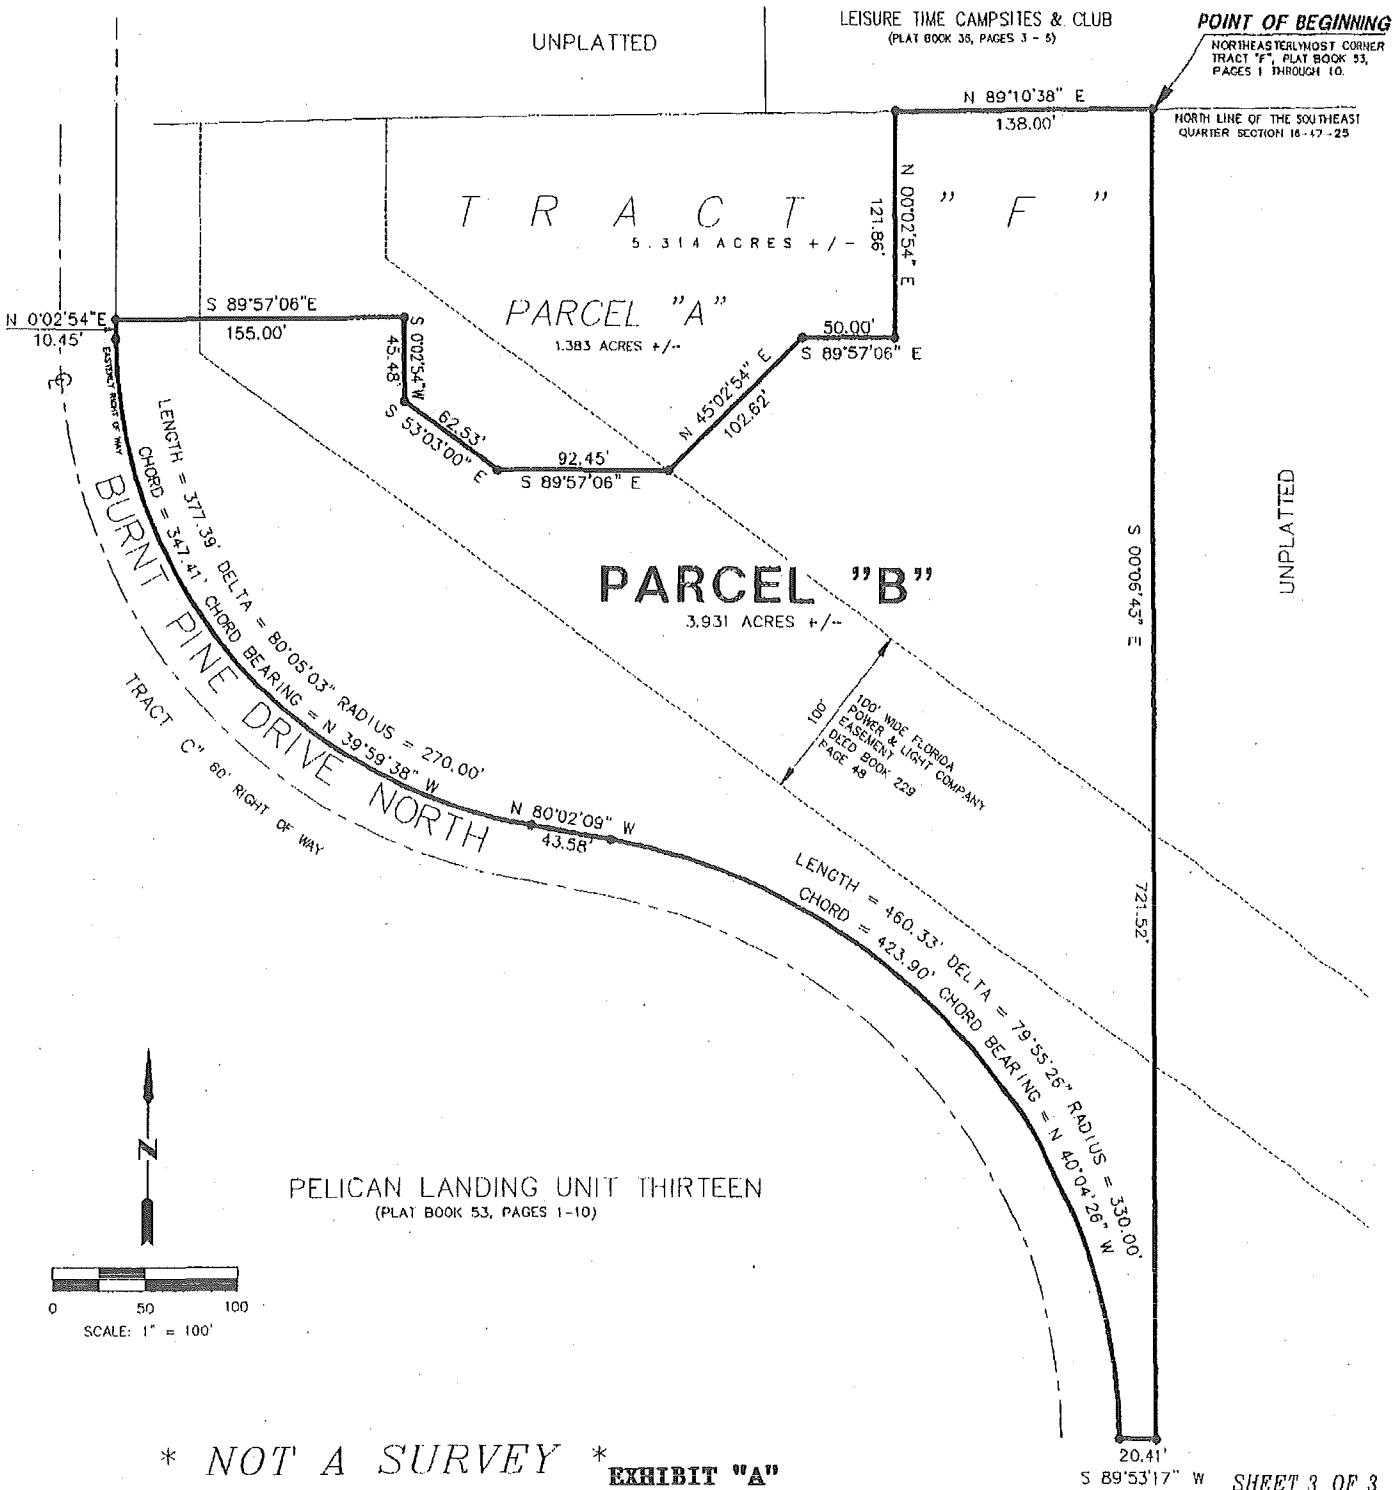 LEISURE TIME CAMPSITES & CLUB
(PLAT BOOK 36, PAGES 3 - 5)
POINT OF BEGINNING
NORTHEASTERLYMOST CORNER
TRACT "F", PLAT BOOK 53,
PAGES 1 THROUGH 10.
UNPLATTED
N 89°10'38" E
138.00'
NORTH LINE OF THE SOUTHEAST
QUARTER SECTION 16-47-25
TRACT "F"
5.314 ACRES +/-
N 00°02'54" E
121.86'
PARCEL "A"
1.383 ACRES +/-
N 0°02'54"E
10.45'
S 89°57'06"E
155.00'
S 0°02'54"W
45.48'
50.00'
S 89°57'06" E
N 45°02'54" E
102.62'
62.53'
S 53°03'00" E
92.45'
S 89°57'06" E
EASTERLY RIGHT OF WAY
LENGTH = 377.39' DELTA = 80°05'03" RADIUS = 270.00'
CHORD = 347.41' CHORD BEARING = N 39°59'38" W
BURNT PINE DRIVE NORTH
TRACT C" 60' RIGHT OF WAY
PARCEL "B"
3.931 ACRES +/-
UNPLATTED
S 00°06'43" E
721.52'
100'
100' WIDE FLORIDA
POWER & LIGHT COMPANY
EASEMENT
DEED BOOK 229
PAGE 48
N 80°02'09" W
43.58'
LENGTH = 460.33' DELTA = 79°55'26" RADIUS = 330.00'
CHORD = 423.90' CHORD BEARING = N 40°04'26" W
N
PELICAN LANDING UNIT THIRTEEN
(PLAT BOOK 53, PAGES 1-10)
0 50 100
SCALE: 1" = 100'
20.41'
S 89°53'17" W
* NOT A SURVEY *
EXHIBIT "A"
SHEET 3 OF 3